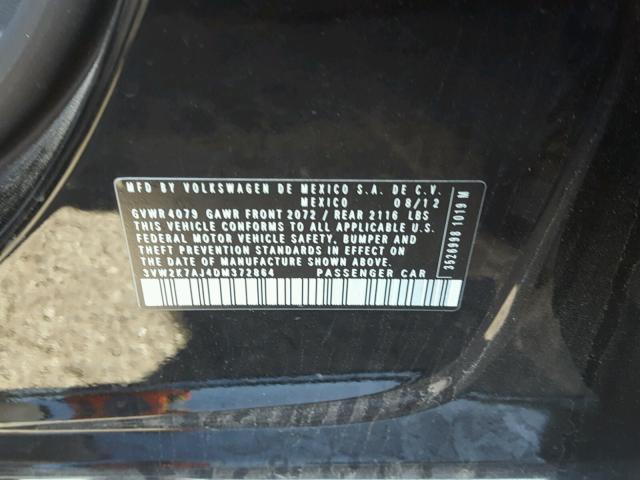 MFD BY VOLKSWAGEN DE MEXICO S.A. DE C.V.
MEXICO 08/12
GVWR 4079 GAWR FRONT 2072 / REAR 2116 LBS
THIS VEHICLE CONFORMS TO ALL APPLICABLE U.S.
FEDERAL MOTOR VEHICLE SAFETY, BUMPER AND
THEFT PREVENTION STANDARDS IN EFFECT ON
THE DATE OF MANUFACTURE SHOWN ABOVE.
3VW2K7AJ4DM372864 PASSENGER CAR
3526998 1019 M